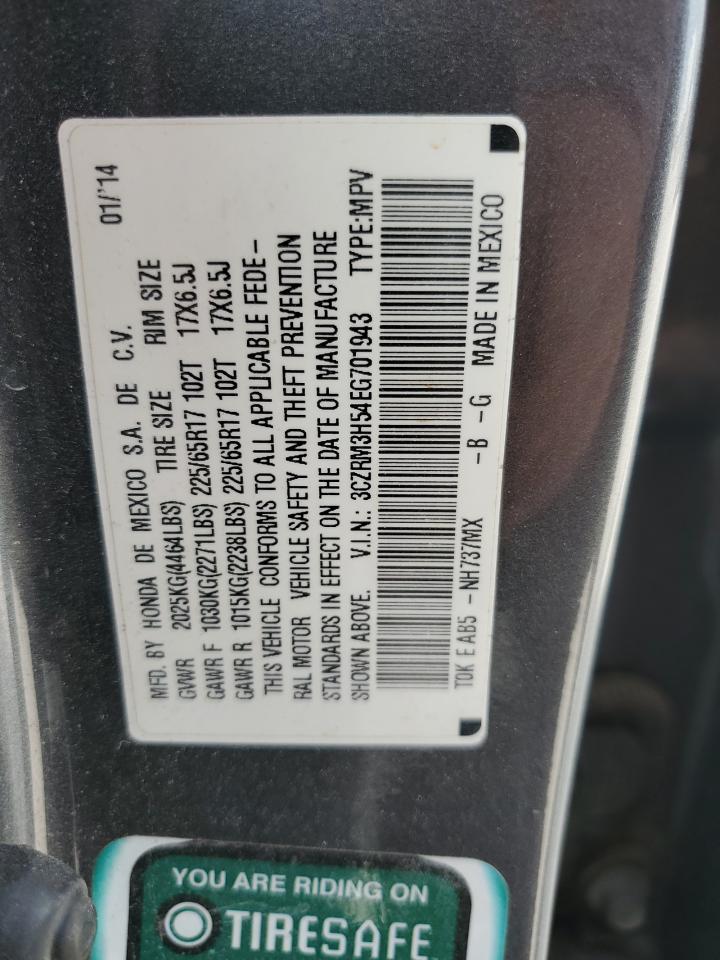 MFD. BY HONDA DE MEXICO S.A. DE C.V. 01/'14
GVWR 2025KG(4464LBS) TIRE SIZE RIM SIZE
GAWR F 1030KG(2271LBS) 225/65R17 102T 17X6.5J
GAWR R 1015KG(2238LBS) 225/65R17 102T 17X6.5J
THIS VEHICLE CONFORMS TO ALL APPLICABLE FEDE-
RAL MOTOR VEHICLE SAFETY AND THEFT PREVENTION
STANDARDS IN EFFECT ON THE DATE OF MANUFACTURE
SHOWN ABOVE. V.I.N.: 3CZRM3H54EG701943 TYPE:MPV
T0K E AB5 -NH737MX -B -G MADE IN MEXICO
YOU ARE RIDING ON
TIRESAFE